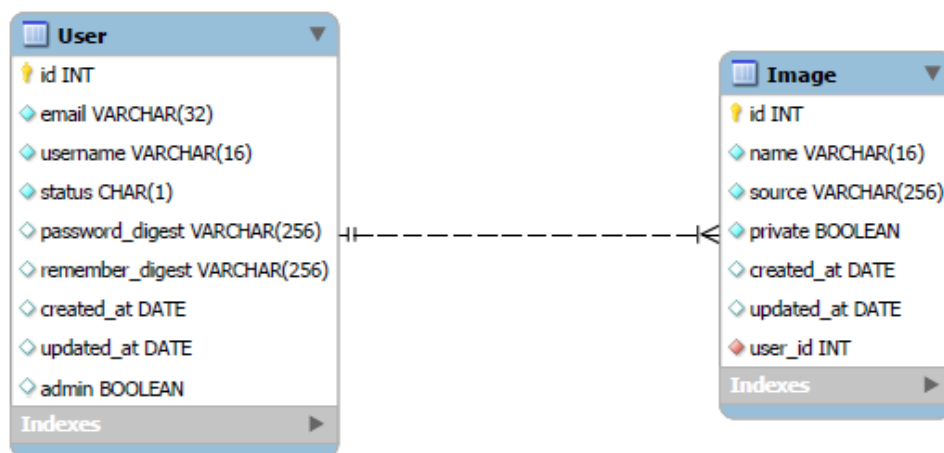 User
id INT
email VARCHAR(32)
username VARCHAR(16)
status CHAR(1)
password_digest VARCHAR(256)
remember_digest VARCHAR(256)
created_at DATE
updated_at DATE
admin BOOLEAN
Indexes
Image
id INT
name VARCHAR(16)
source VARCHAR(256)
private BOOLEAN
created_at DATE
updated_at DATE
user_id INT
Indexes